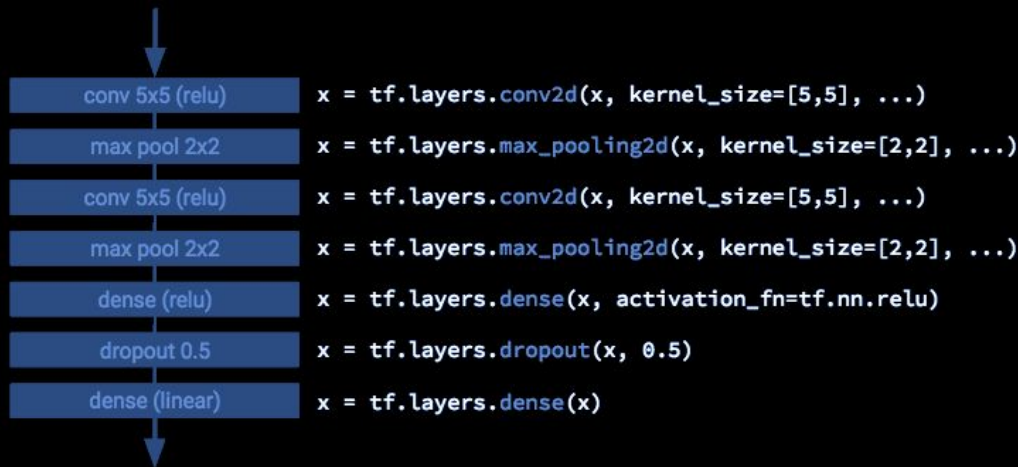 conv 5x5 (relu) x = tf.layers.conv2d(x, kernel_size=[5,5], ...)
max pool 2x2 x = tf.layers.max_pooling2d(x, kernel_size=[2,2], ...)
conv 5x5 (relu) x = tf.layers.conv2d(x, kernel_size=[5,5], ...)
max pool 2x2 x = tf.layers.max_pooling2d(x, kernel_size=[2,2], ...)
dense (relu) x = tf.layers.dense(x, activation_fn=tf.nn.relu)
dropout 0.5 x = tf.layers.dropout(x, 0.5)
dense (linear) x = tf.layers.dense(x)